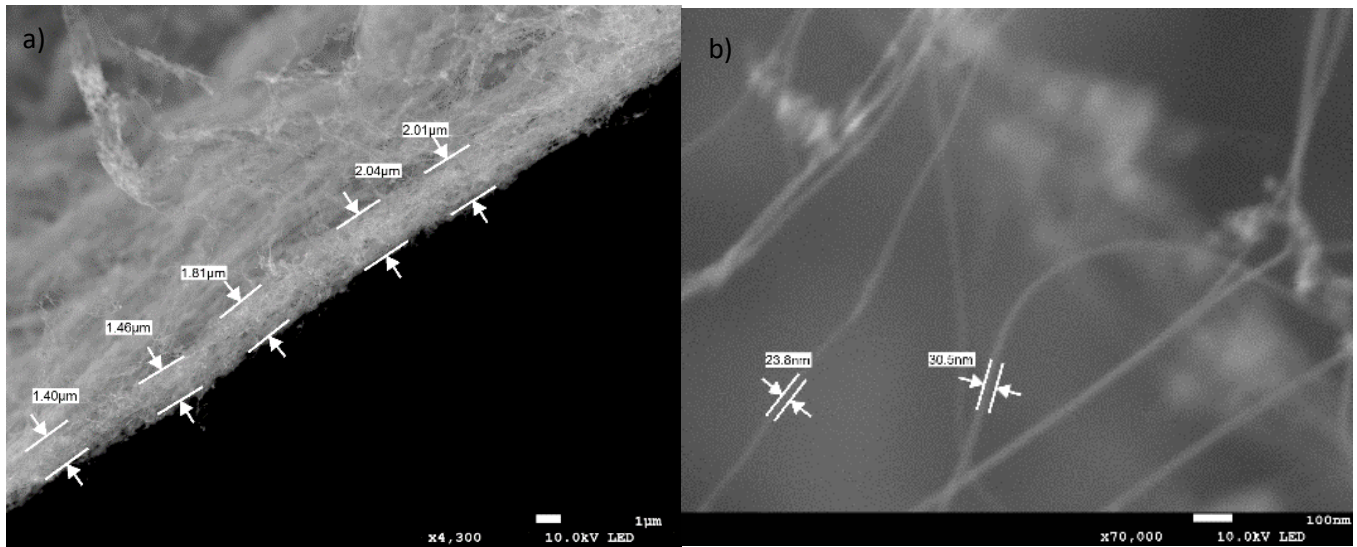 a)
2.01µm
2.04µm
1.81µm
1.46µm
1.40µm
1µm
x4,300 10.0kV LED
b)
23.8nm
30.5nm
100nm
x70,000 10.0kV LED